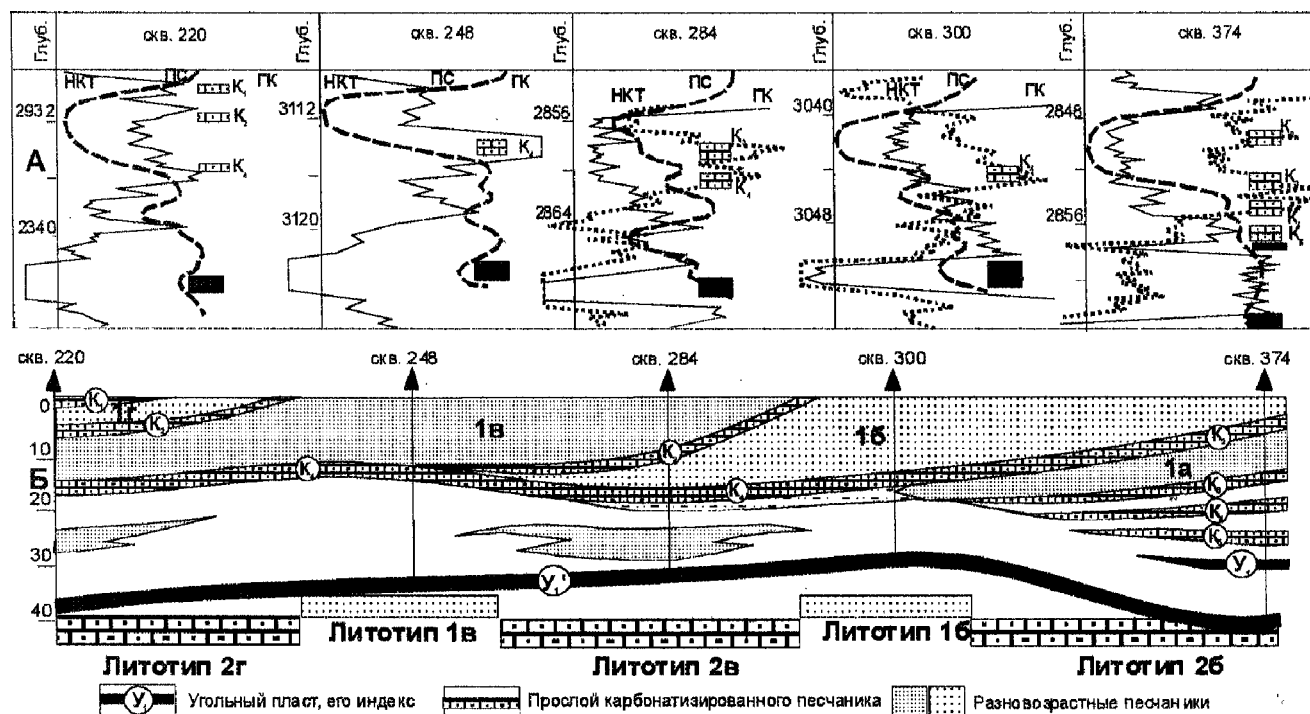 Глуб. скв. 220 Глуб. скв. 248 Глуб. скв. 284 Глуб. скв. 300 Глуб. скв. 374
НКТ ПС ГК НКТ ПС ГК НКТ ПС ГК НКТ ГК
2932 3112 2856 3040 2848
А
2340 3120 2864 3048 2856
скв. 220 скв. 248 скв. 284 скв. 300 скв. 374
0
1в 1б
10
1а
Б
20
30
40
Литотип 2г Литотип 1в Литотип 2в Литотип 1б Литотип 2б
Угольный пласт, его индекс Прослой карбонатизированного песчаника Разновозрастные песчаники